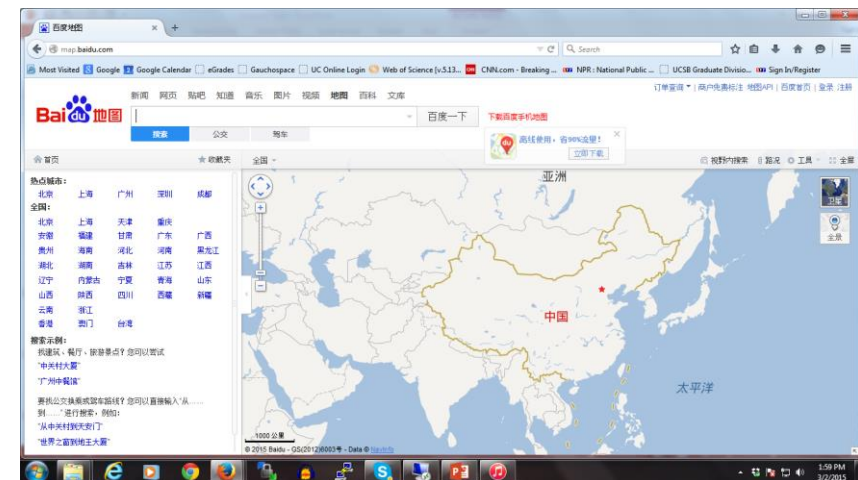 百度地图 × +
map.baidu.com Search
Most Visited Google Google Calendar eGrades Gauchospace UC Online Login Web of Science [v.5.13... CNN.com - Breaking ... NPR : National Public ... UCSB Graduate Divisio... Sign In/Register
新闻 网页 贴吧 知道 音乐 图片 视频 地图 百科 文库
订单查询 | 商户免费标注 地图API | 百度首页 | 登录 注册
Bai du 地图
百度一下
下载百度手机地图
搜索 公交 驾车
离线使用,省90%流量!
立即下载
首页 收藏夹 全国
视野内搜索 路况 工具 全屏
热点城市:
北京 上海 广州 深圳 成都
全国:
北京 上海 天津 重庆
安徽 福建 甘肃 广东 广西
贵州 海南 河北 河南 黑龙江
湖北 湖南 吉林 江苏 江西
辽宁 内蒙古 宁夏 青海 山东
山西 陕西 四川 西藏 新疆
云南 浙江
香港 澳门 台湾
搜索示例:
找建筑、餐厅、旅游景点?您可以尝试
"中关村大厦"
"广州中餐馆"
要找公交换乘或驾车路线?您可以直接输入"从......
到......"进行搜索,例如:
"从中关村到天安门"
"世界之窗到地王大厦"
亚洲
中国
太平洋
卫星
全景
1000 公里
© 2015 Baidu - GS(2012)6003号 - Data © NavInfo
1:59 PM
3/2/2015